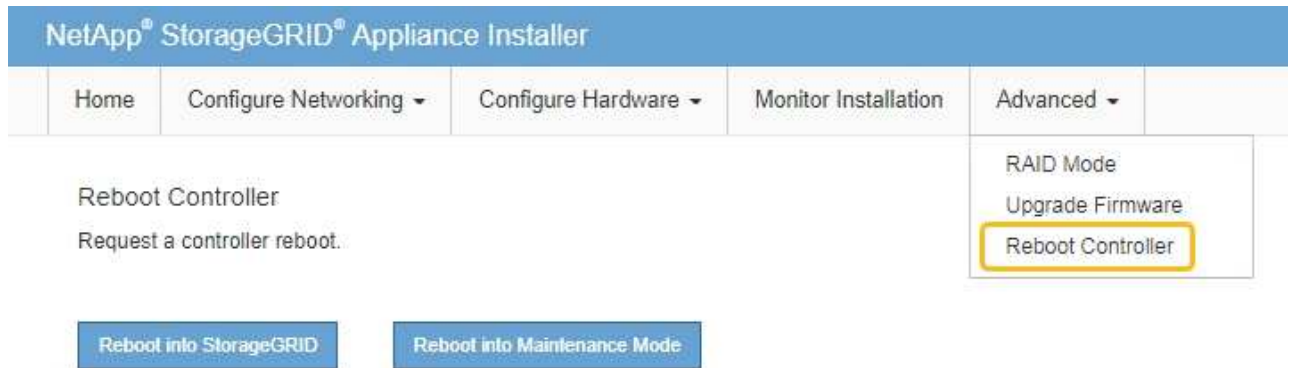 NetApp® StorageGRID® Appliance Installer
Home Configure Networking Configure Hardware Monitor Installation Advanced
RAID Mode
Upgrade Firmware
Reboot Controller
Reboot Controller
Request a controller reboot.
Reboot into StorageGRID Reboot into Maintenance Mode